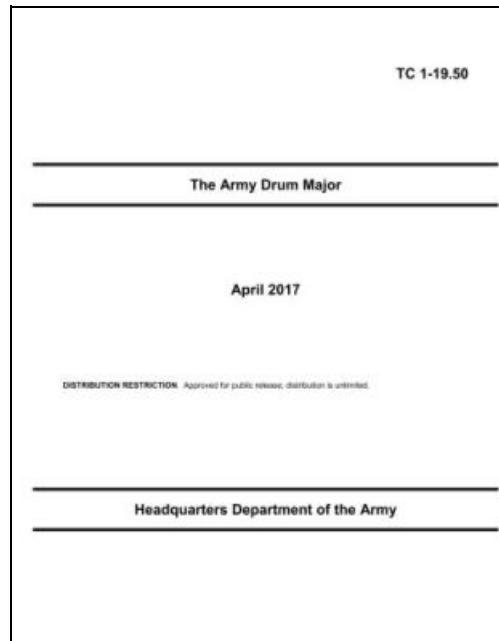 TC 1-19.50
The Army Drum Major
April 2017
DISTRIBUTION RESTRICTION. Approved for public release; distribution is unlimited.
Headquarters Department of the Army